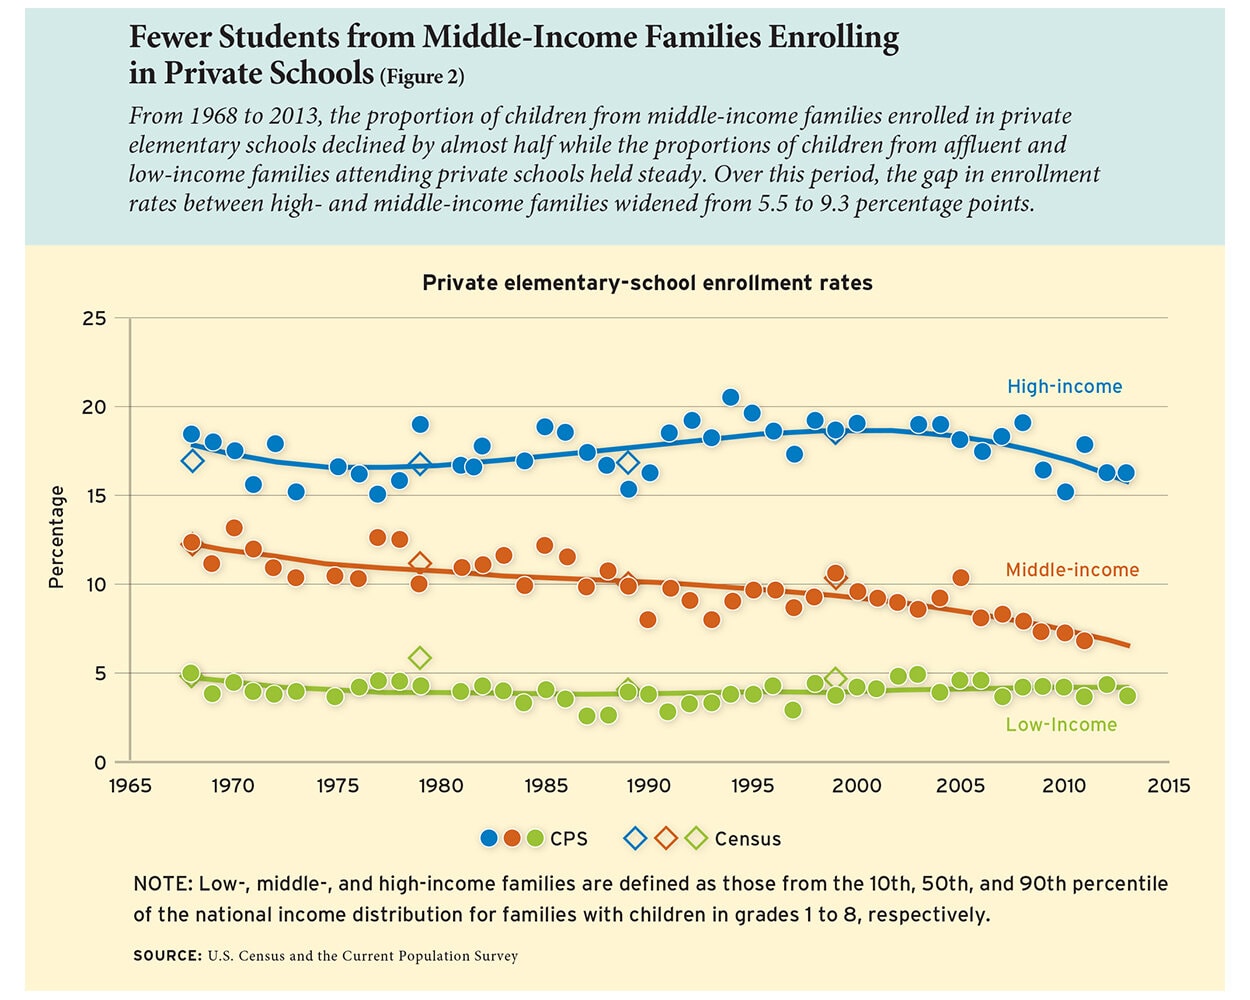 Fewer Students from Middle-Income Families Enrolling
in Private Schools (Figure 2)
From 1968 to 2013, the proportion of children from middle-income families enrolled in private
elementary schools declined by almost half while the proportions of children from affluent and
low-income families attending private schools held steady. Over this period, the gap in enrollment
rates between high- and middle-income families widened from 5.5 to 9.3 percentage points.
Private elementary-school enrollment rates
25
High-income
20
15
Percentage
Middle-income
10
5
Low-Income
0
1965 1970 1975 1980 1985 1990 1995 2000 2005 2010 2015
CPS Census
NOTE: Low-, middle-, and high-income families are defined as those from the 10th, 50th, and 90th percentile
of the national income distribution for families with children in grades 1 to 8, respectively.
SOURCE: U.S. Census and the Current Population Survey